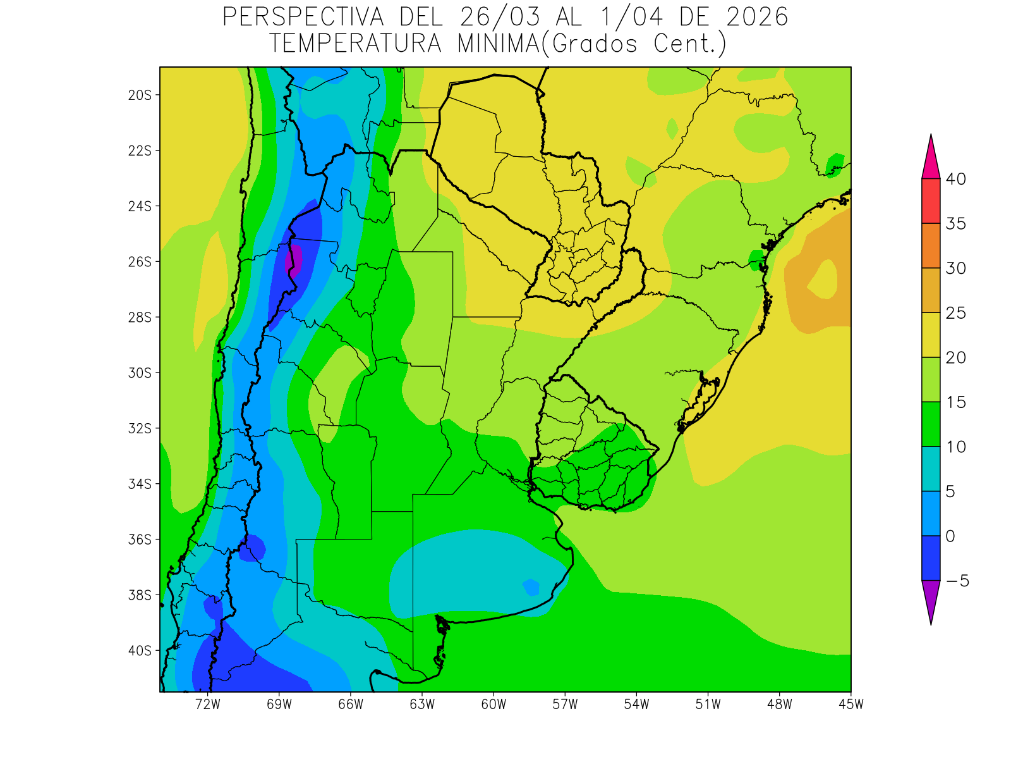 PERSPECTIVA DEL 26/03 AL 1/04 DE 2026
TEMPERATURA MINIMA(Grados Cent.)
20S
22S
24S
26S
28S
30S
32S
34S
36S
38S
40S
72W 69W 66W 63W 60W 57W 54W 51W 48W 45W
40
35
30
25
20
15
10
5
0
−5